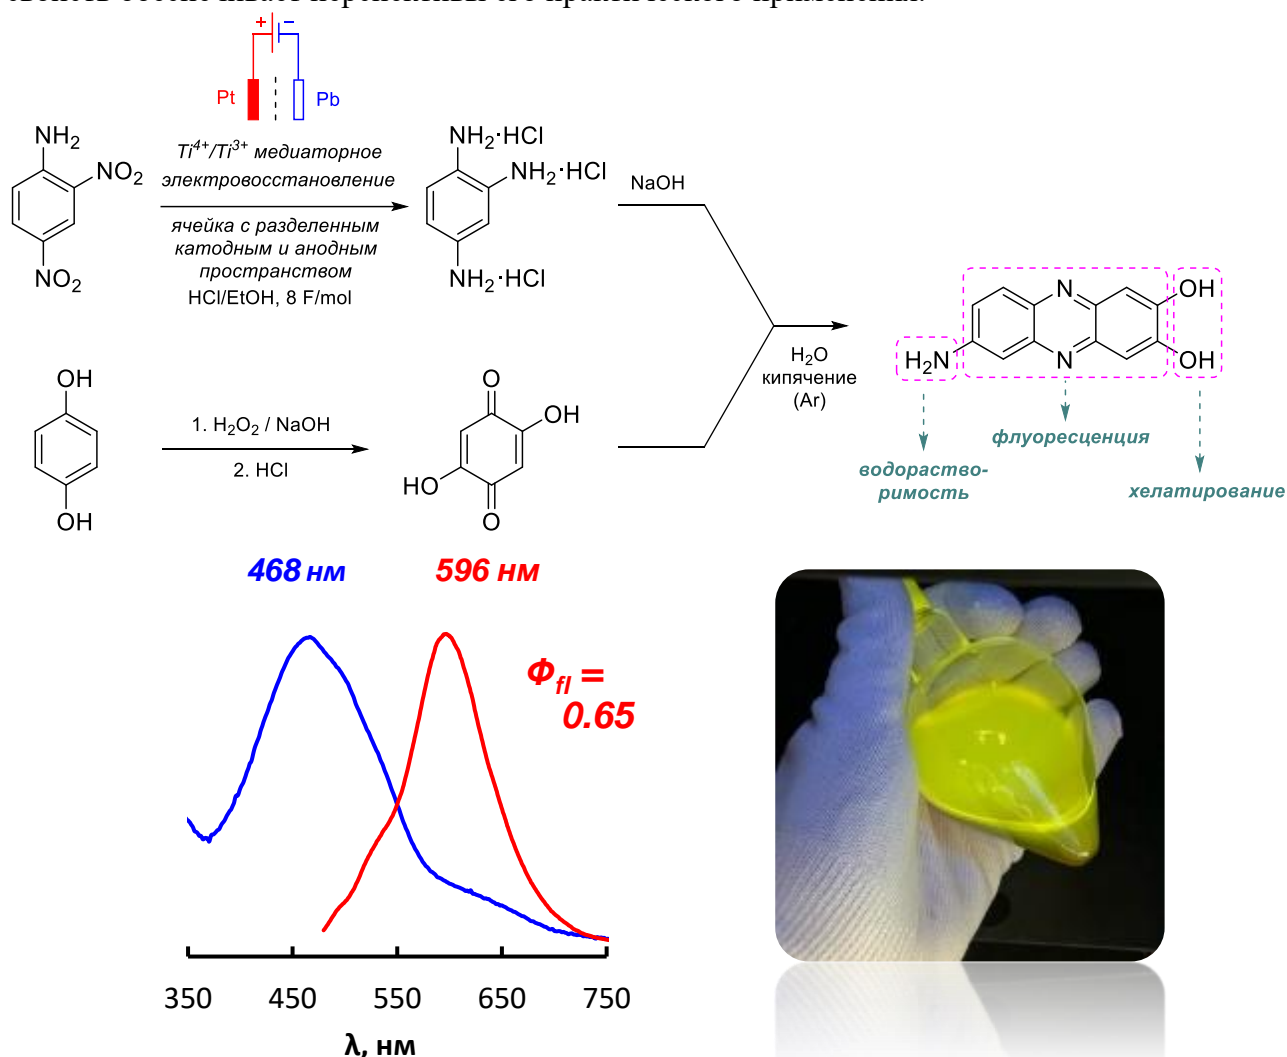 + −
Pt Pb
NH₂
NO₂
NO₂
Ti⁴⁺/Ti³⁺ медиаторное
электровосстановление
ячейка с разделенным
катодным и анодным
пространством
HCl/EtOH, 8 F/mol
NH₂·HCl
NH₂·HCl
NH₂·HCl
NaOH
H₂O
кипячение
(Ar)
N
N
OH
OH
H₂N
флуоресценция
водораство-
римость
хелатирование
OH
OH
1. H₂O₂ / NaOH
2. HCl
O
OH
HO
O
468 нм 596 нм
Φfl =
0.65
350 450 550 650 750
λ, нм